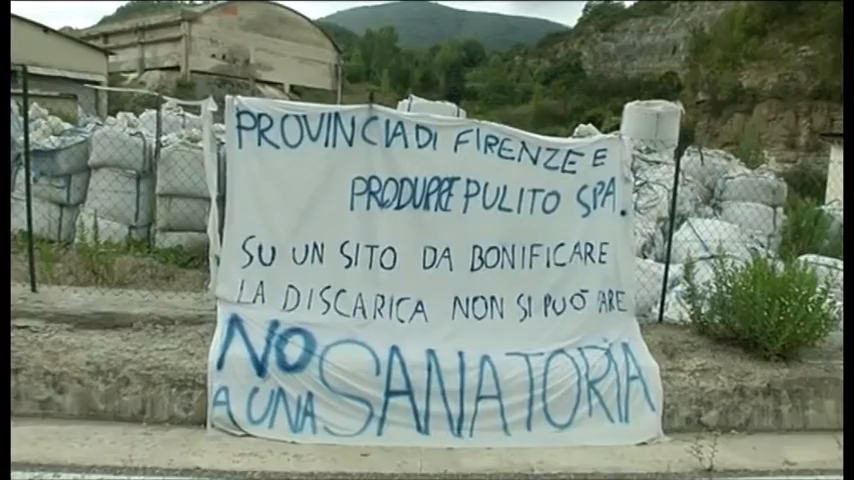 PROVINCIA DI FIRENZE E
PRODURRE PULITO SPA.
SU UN SITO DA BONIFICARE
LA DISCARICA NON SI PUÒ FARE
NO SANATORIA
A UNA